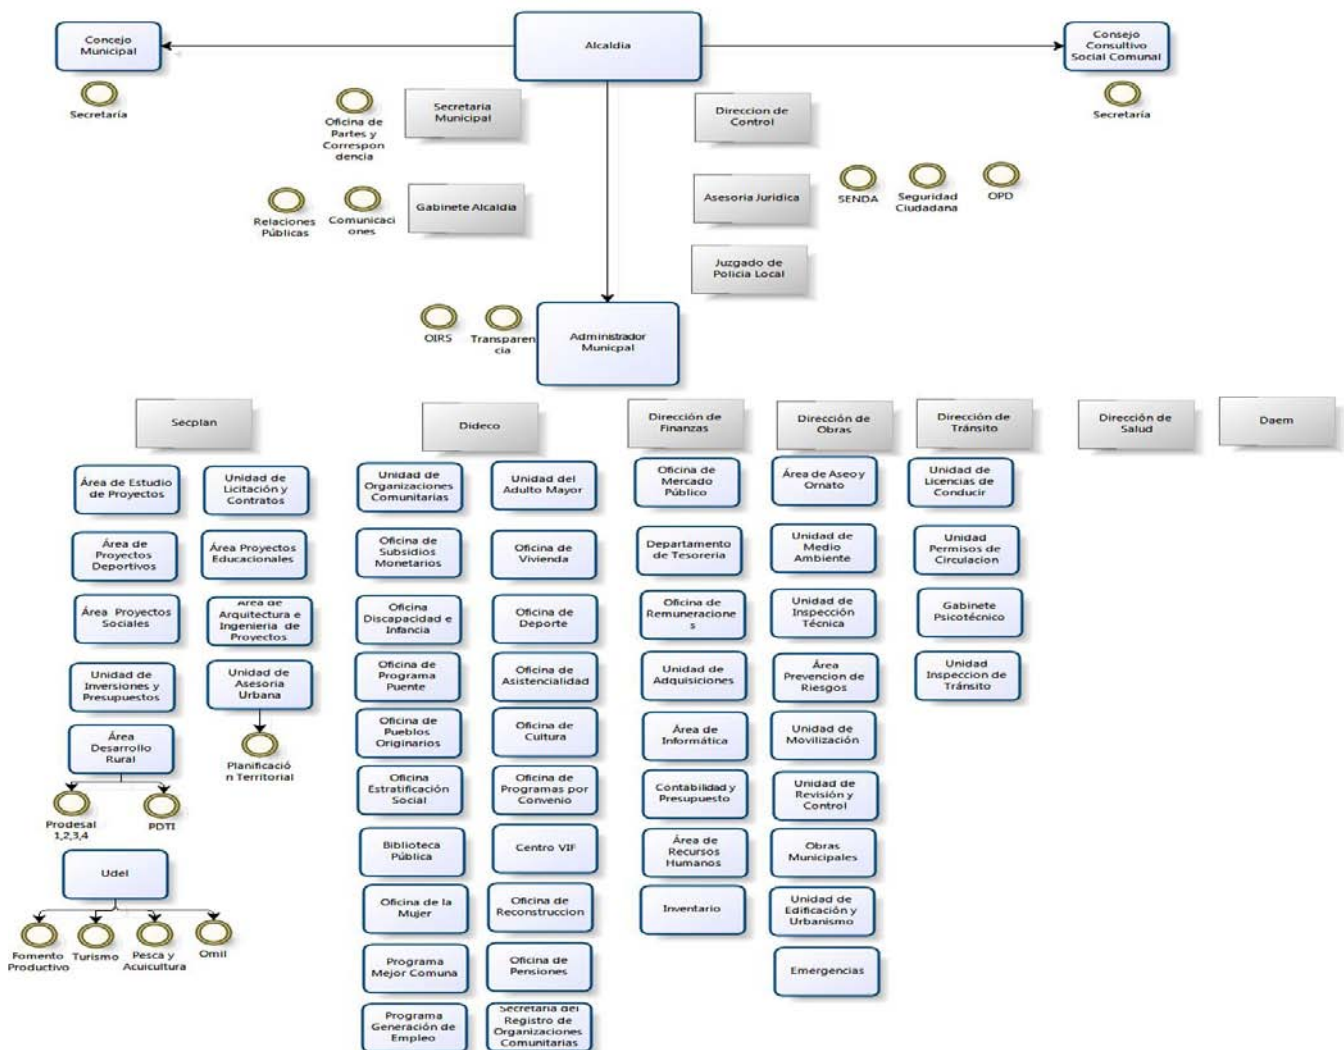 Concejo
Municipal
Alcaldia
Consejo
Consultivo
Social Comunal
Secretaría
Secretaría
Oficina de
Partes y
Correspon
dencia
Secretaria
Municipal
Direccion de
Control
Relaciones
Públicas
Comunicaci
ones
Gabinete Alcaldia
Asesoria Juridica
SENDA
Seguridad
Ciudadana
OPD
Juzgado de
Policia Local
OIRS
Transparen
cia
Administrador
Municpal
Secplan
Dideco
Dirección de
Finanzas
Dirección de
Obras
Dirección de
Tránsito
Dirección de
Salud
Daem
Área de Estudio
de Proyectos
Unidad de
Licitación y
Contratos
Área de
Proyectos
Deportivos
Área Proyectos
Educacionales
Área Proyectos
Sociales
Area de
Arquitectura e
Ingenieria de
Proyectos
Unidad de
Inversiones y
Presupuestos
Unidad de
Asesoria
Urbana
Área
Desarrollo
Rural
Planificació
n Territorial
Prodesal
1,2,3,4
PDTI
Udel
Fomento
Productivo
Turismo
Pesca y
Acuicultura
Omil
Unidad de
Organizaciones
Comunitarias
Unidad del
Adulto Mayor
Oficina de
Subsidios
Monetarios
Oficina de
Vivienda
Oficina
Discapacidad e
Infancia
Oficina de
Deporte
Oficina de
Programa
Puente
Oficina de
Asistencialidad
Oficina de
Pueblos
Originarios
Oficina de
Cultura
Oficina
Estratificación
Social
Oficina de
Programas por
Convenio
Biblioteca
Pública
Centro VIF
Oficina de la
Mujer
Oficina de
Reconstruccion
Programa
Mejor Comuna
Oficina de
Pensiones
Programa
Generación de
Empleo
Secretaria del
Registro de
Organizaciones
Comunitarias
Oficina de
Mercado
Público
Departamento
de Tesoreria
Oficina de
Remuneracione
s
Unidad de
Adquisiciones
Área de
Informática
Contabilidad y
Presupuesto
Área de
Recursos
Humanos
Inventario
Área de Aseo y
Ornato
Unidad de
Medio
Ambiente
Unidad de
Inspección
Técnica
Área
Prevencion de
Riesgos
Unidad de
Movilización
Unidad de
Revisión y
Control
Obras
Municipales
Unidad de
Edificación y
Urbanismo
Emergencias
Unidad de
Licencias de
Conducir
Unidad
Permisos de
Circulacion
Gabinete
Psicotécnico
Unidad
Inspeccion de
Tránsito